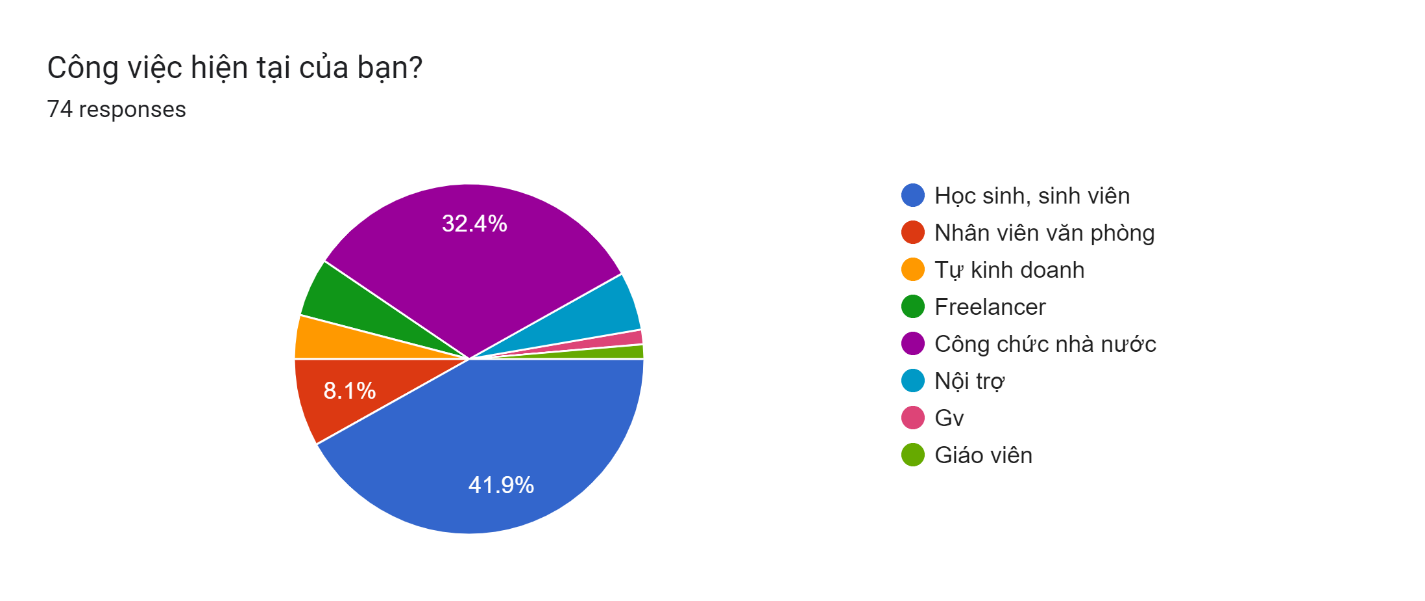 Công việc hiện tại của bạn?
74 responses
32.4%
8.1%
41.9%
Học sinh, sinh viên
Nhân viên văn phòng
Tự kinh doanh
Freelancer
Công chức nhà nước
Nội trợ
Gv
Giáo viên